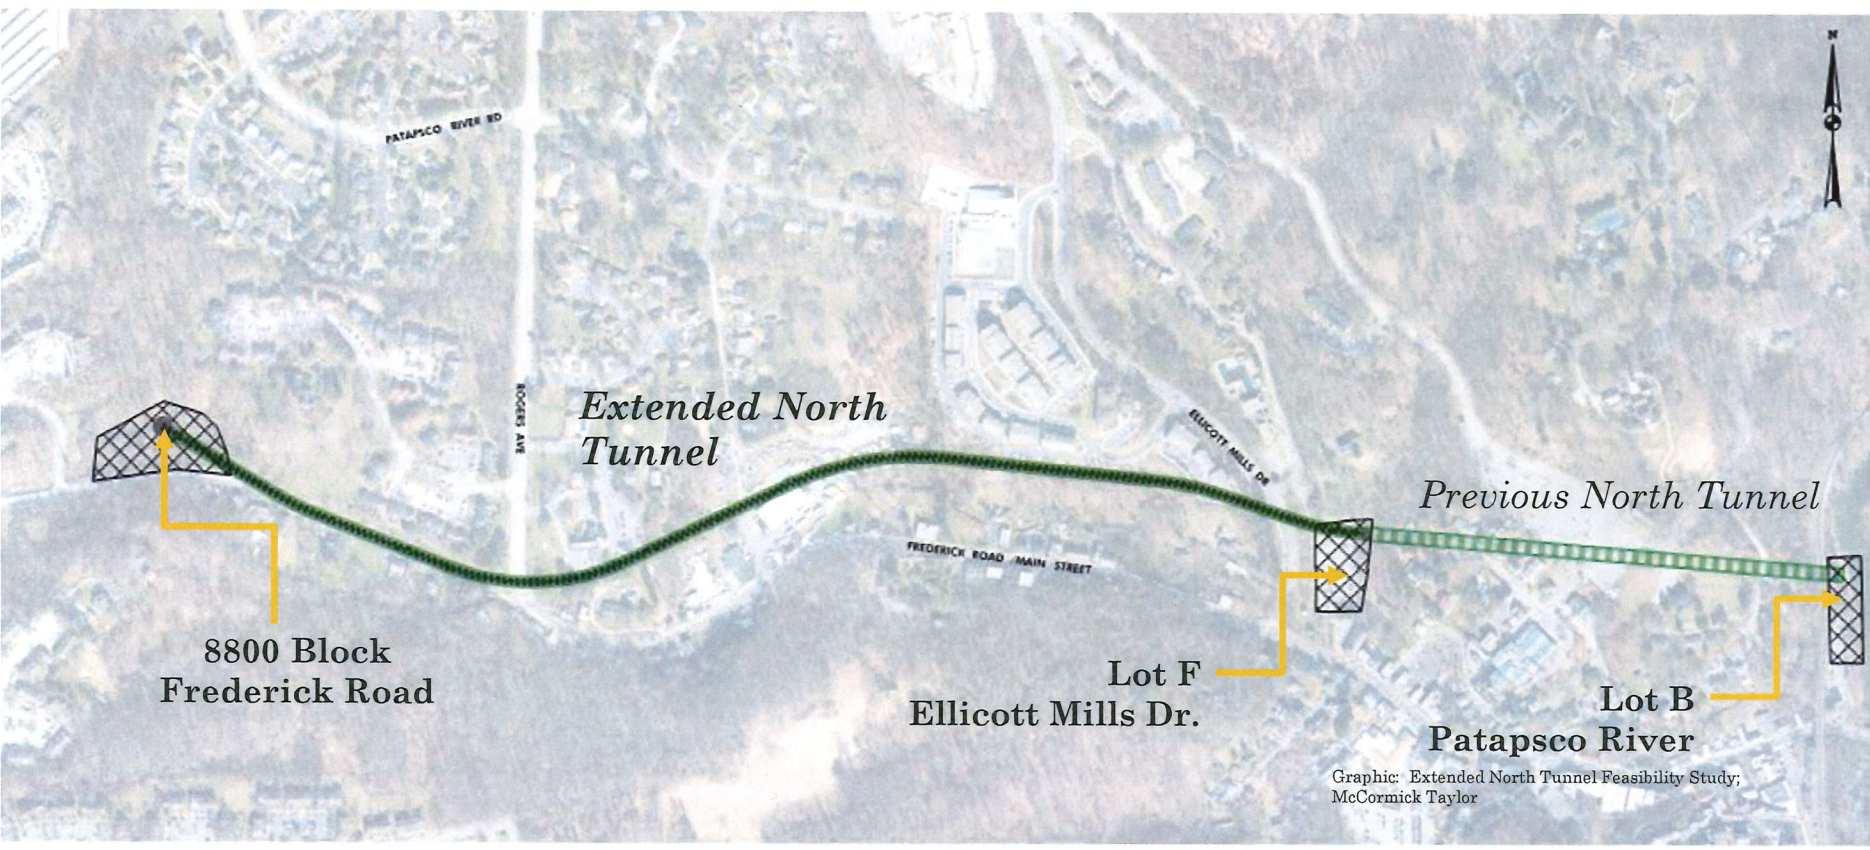 N
PATAPSCO RIVER RD
ROGERS AVE
Extended North
Tunnel
ELLICOTT MILLS DR
Previous North Tunnel
FREDERICK ROAD / MAIN STREET
8800 Block
Frederick Road
Lot F
Ellicott Mills Dr.
Lot B
Patapsco River
Graphic: Extended North Tunnel Feasibility Study;
McCormick Taylor